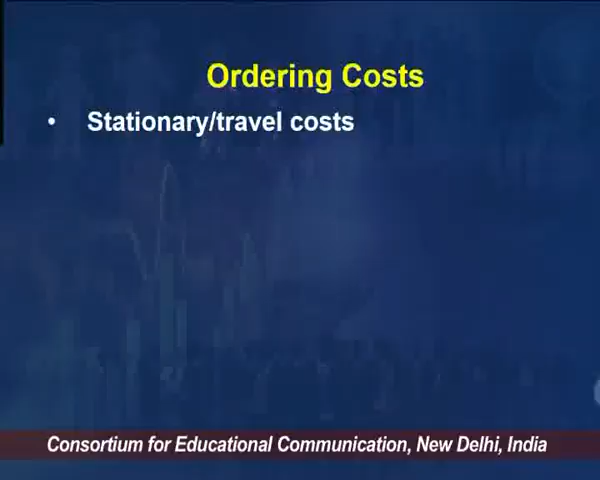 Ordering Costs
• Stationary/travel costs
Consortium for Educational Communication, New Delhi, India